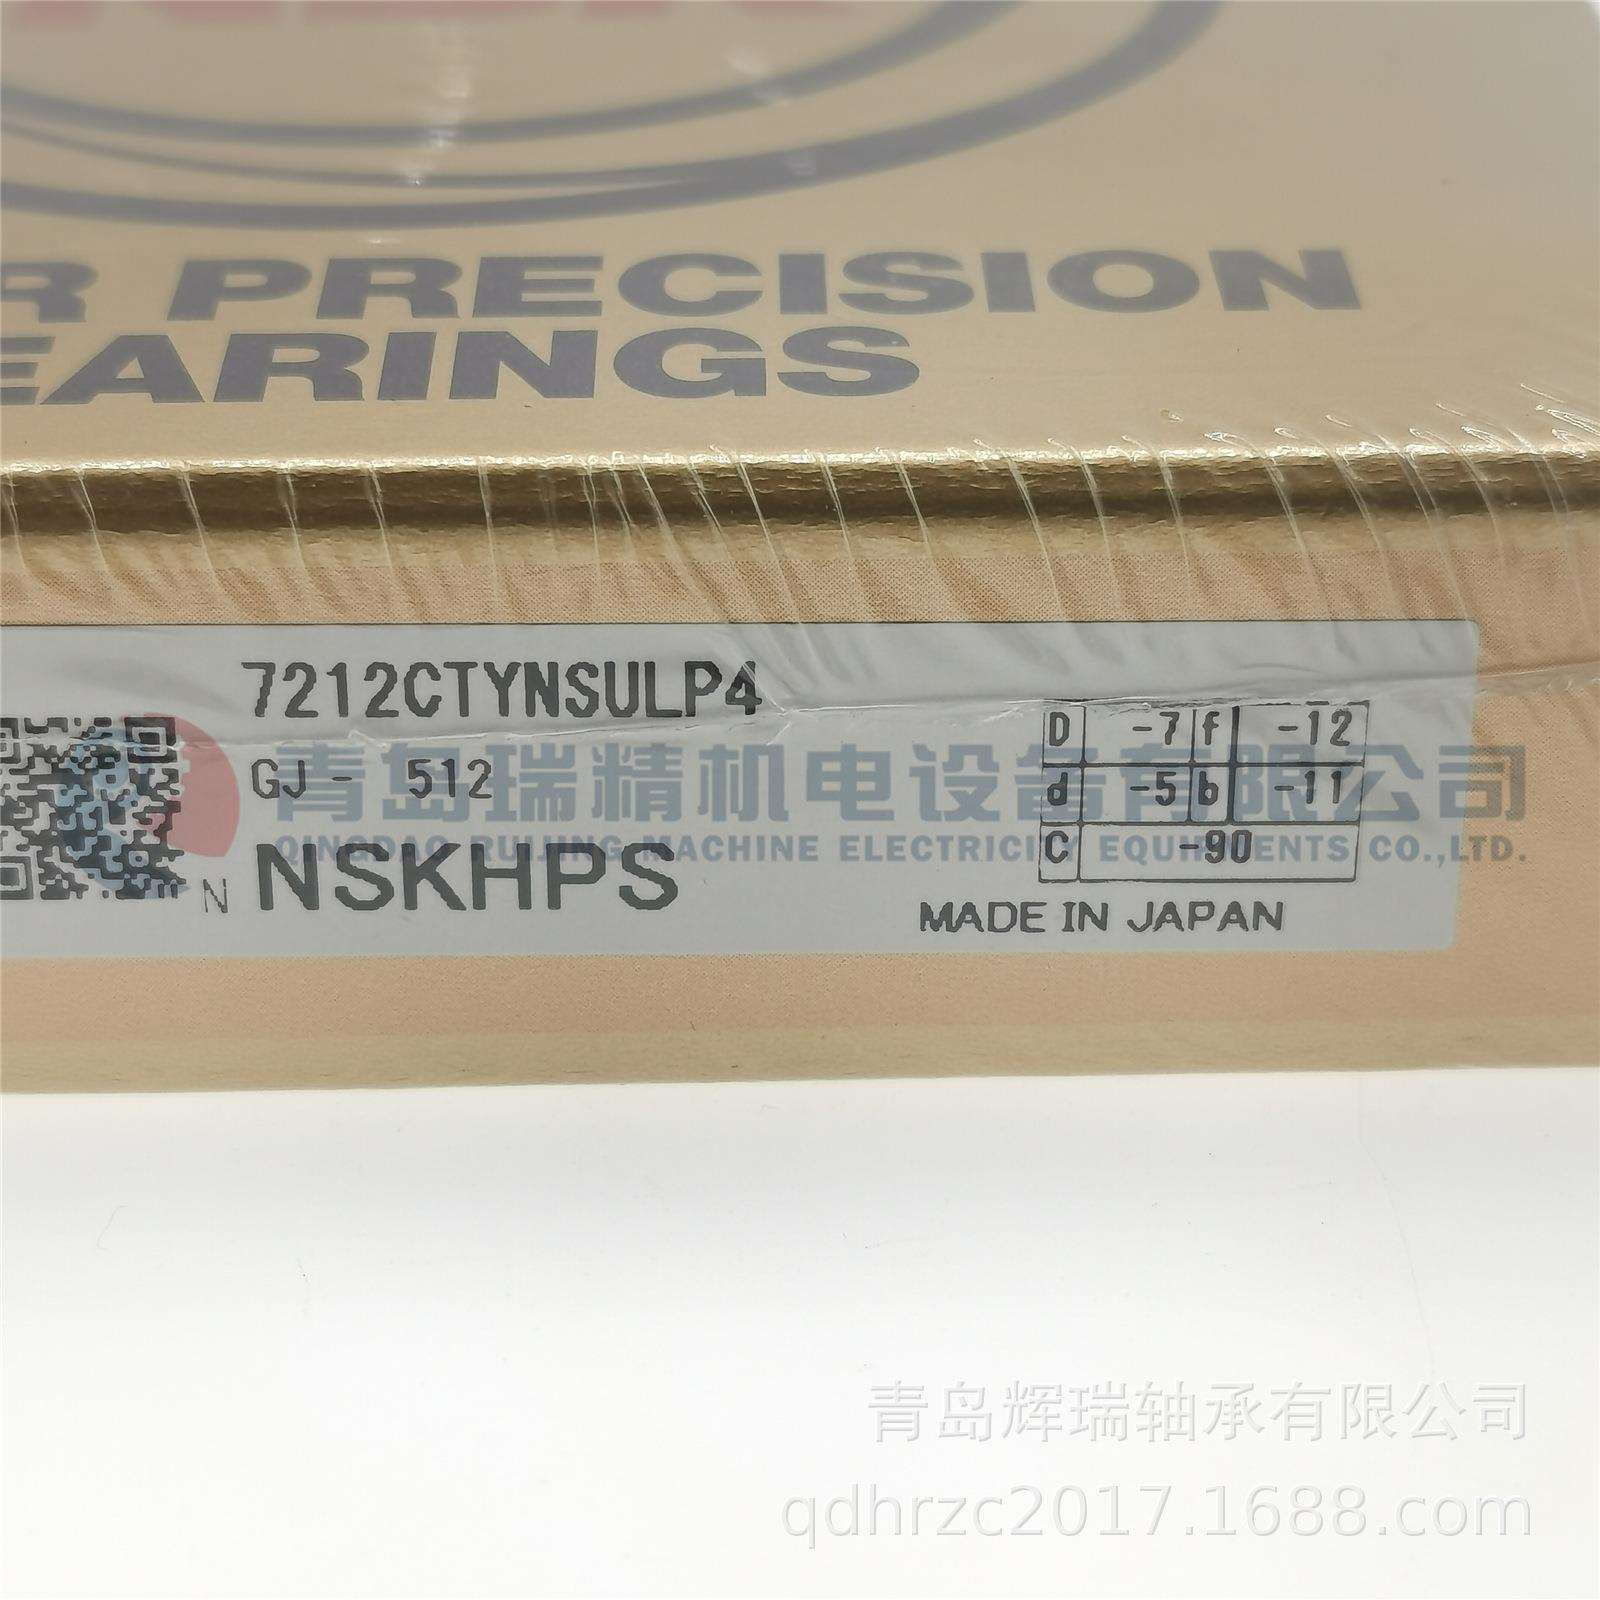 R PRECISION
EARINGS
7212CTYNSULP4
D -7 f -12
GJ - 512
d -5 b -11
青岛瑞精机电设备有限公司
QINGDAO RUIJING MACHINE ELECTRICITY EQUIPMENTS CO.,LTD.
C -90
N NSKHPS
MADE IN JAPAN
青岛辉瑞轴承有限公司
qdhrzc2017.1688.com